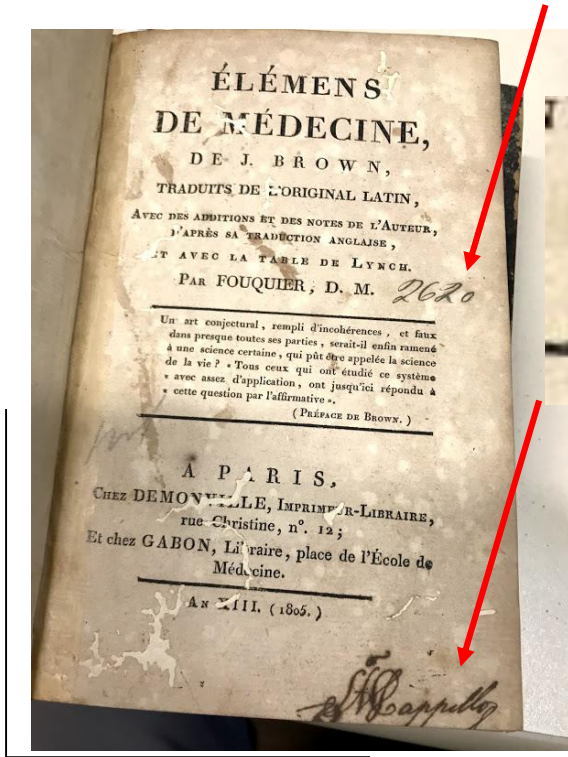 ÉLÉMENS
DE MÉDECINE,
DE J. BROWN,
TRADUITS DE L'ORIGINAL LATIN,
AVEC DES ADDITIONS ET DES NOTES DE L'AUTEUR,
D'APRÈS SA TRADUCTION ANGLAISE,
ET AVEC LA TABLE DE LYNCH.
PAR FOUQUIER, D. M. 2620
Un art conjectural, rempli d'incohérences, et faux
dans presque toutes ses parties, serait-il enfin ramené
à une science certaine, qui pût être appelée la science
de la vie? « Tous ceux qui ont étudié ce système
« avec assez d'application, ont jusqu'ici répondu à
« cette question par l'affirmative ».
(PRÉFACE DE BROWN.)
A PARIS,
CHEZ DEMONVILLE, IMPRIMEUR-LIBRAIRE,
rue Christine, n°. 12;
Et chez GABON, Libraire, place de l'École de
Médecine.
AN XIII. (1805.)
Cappello